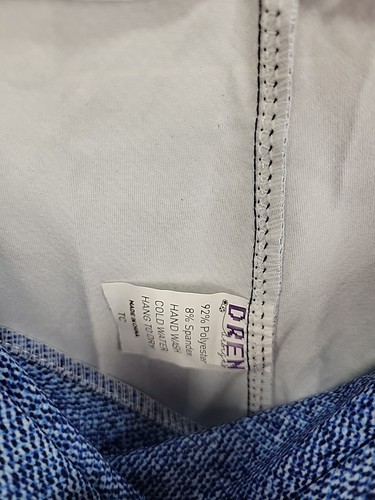 DREN
92% Polyester
8% Spandex
HAND WASH
COLD WATER
HANG TO DRY
MADE IN CHINA
TC